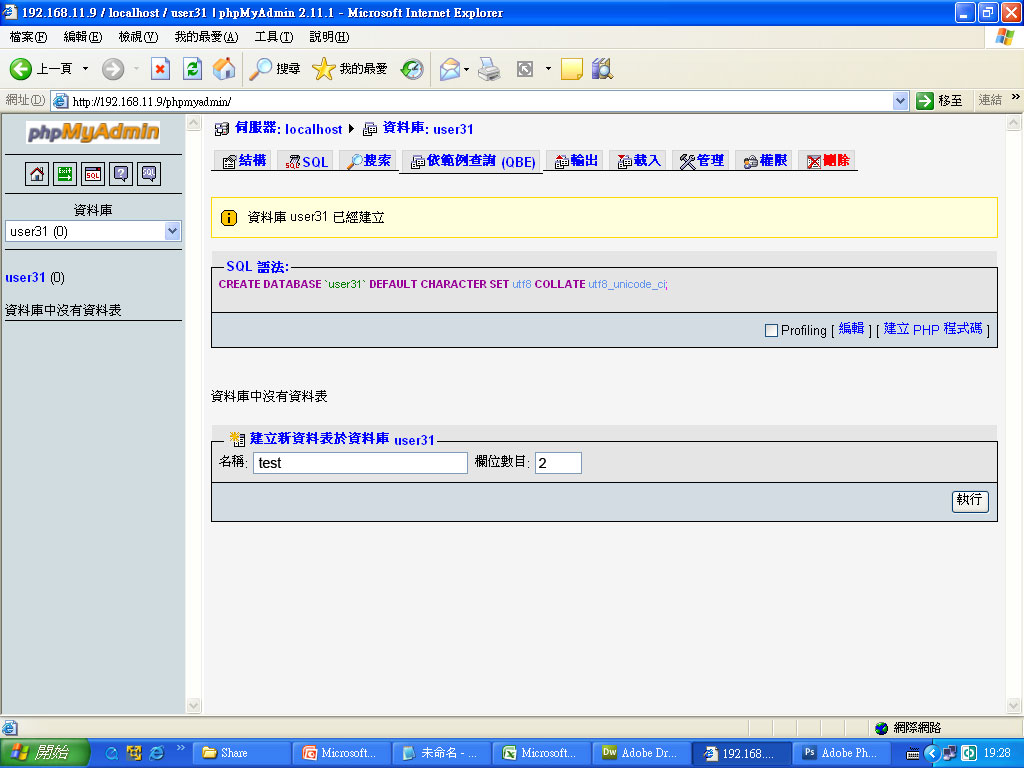 192.168.11.9 / localhost / user31 | phpMyAdmin 2.11.1 - Microsoft Internet Explorer
檔案(F) 編輯(E) 檢視(V) 我的最愛(A) 工具(T) 說明(H)
上一頁 搜尋 我的最愛
網址(D) http://192.168.11.9/phpmyadmin/ 移至 連結 »
phpMyAdmin
Exit SQL ? SQL
資料庫
user31 (0)
user31 (0)
資料庫中沒有資料表
伺服器: localhost 資料庫: user31
結構 SQL 搜索 依範例查詢 (QBE) 輸出 載入 管理 權限 刪除
資料庫 user31 已經建立
SQL 語法:
CREATE DATABASE `user31` DEFAULT CHARACTER SET utf8 COLLATE utf8_unicode_ci;
Profiling [ 編輯 ] [ 建立 PHP 程式碼 ]
資料庫中沒有資料表
建立新資料表於資料庫 user31
名稱: test 欄位數目: 2
執行
網際網路
開始 » Share Microsoft... 未命名 - ... Microsoft... Dw Adobe Dr... 192.168.... Ps Adobe Ph... 19:28